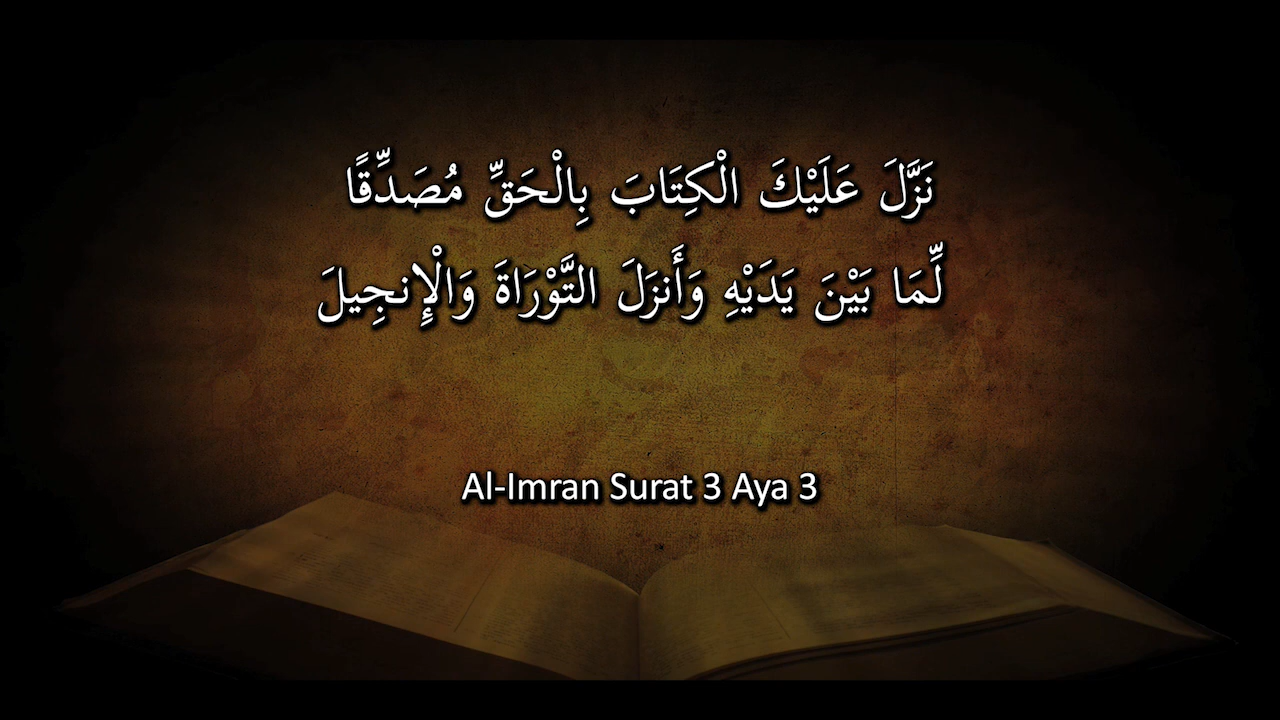 نَزَّلَ عَلَيْكَ الْكِتَابَ بِالْحَقِّ مُصَدِّقًا
لِّمَا بَيْنَ يَدَيْهِ وَأَنزَلَ التَّوْرَاةَ وَالْإِنجِيلَ
Al-Imran Surat 3 Aya 3